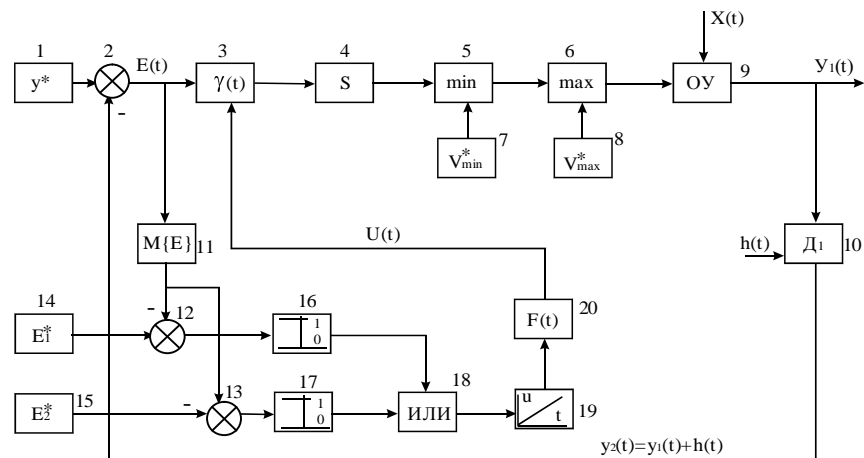 X(t)
1 2 E(t) 3 4 5 6 9 У₁(t)
y* γ(t) S min max ОУ
-
V*min 7 V*max 8
M{E} 11 U(t) h(t) Д₁ 10
14 - 12 16 20
E*1 1 0 F(t)
15 13 17 18
E*2 - 1 0 ИЛИ u t 19
y₂(t)=y₁(t)+h(t)